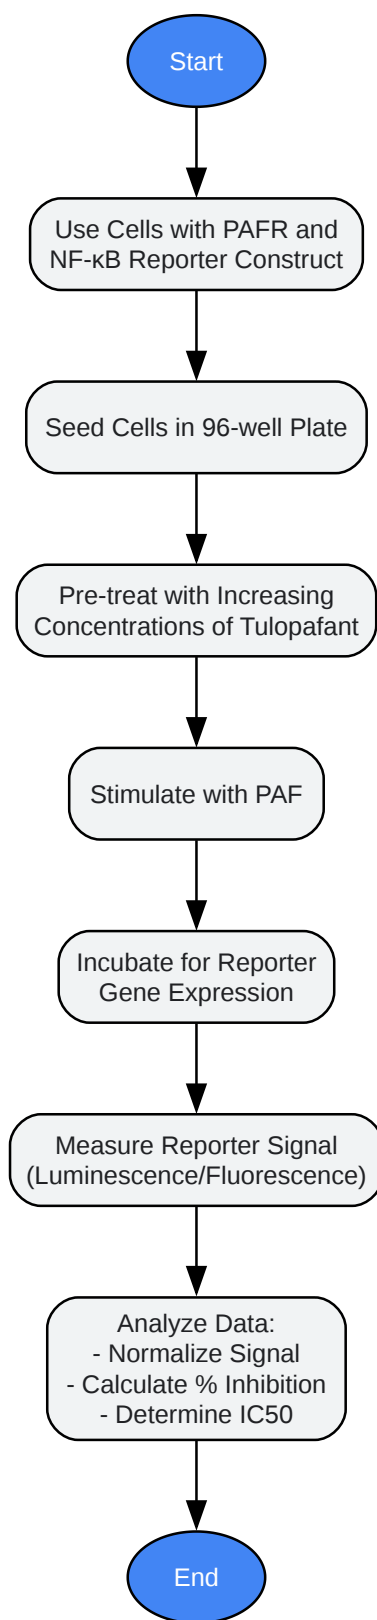 Start
Use Cells with PAFR and
NF-κB Reporter Construct
Seed Cells in 96-well Plate
Pre-treat with Increasing
Concentrations of Tulopafant
Stimulate with PAF
Incubate for Reporter
Gene Expression
Measure Reporter Signal
(Luminescence/Fluorescence)
Analyze Data:
- Normalize Signal
- Calculate % Inhibition
- Determine IC50
End